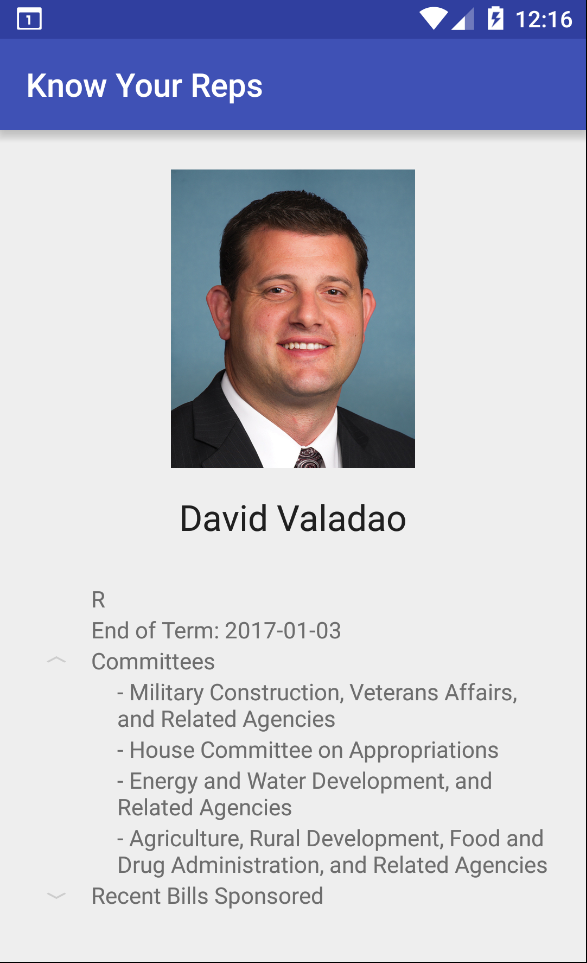 1
12:16
Know Your Reps
David Valadao
R
End of Term: 2017-01-03
Committees
- Military Construction, Veterans Affairs,
and Related Agencies
- House Committee on Appropriations
- Energy and Water Development, and
Related Agencies
- Agriculture, Rural Development, Food and
Drug Administration, and Related Agencies
Recent Bills Sponsored